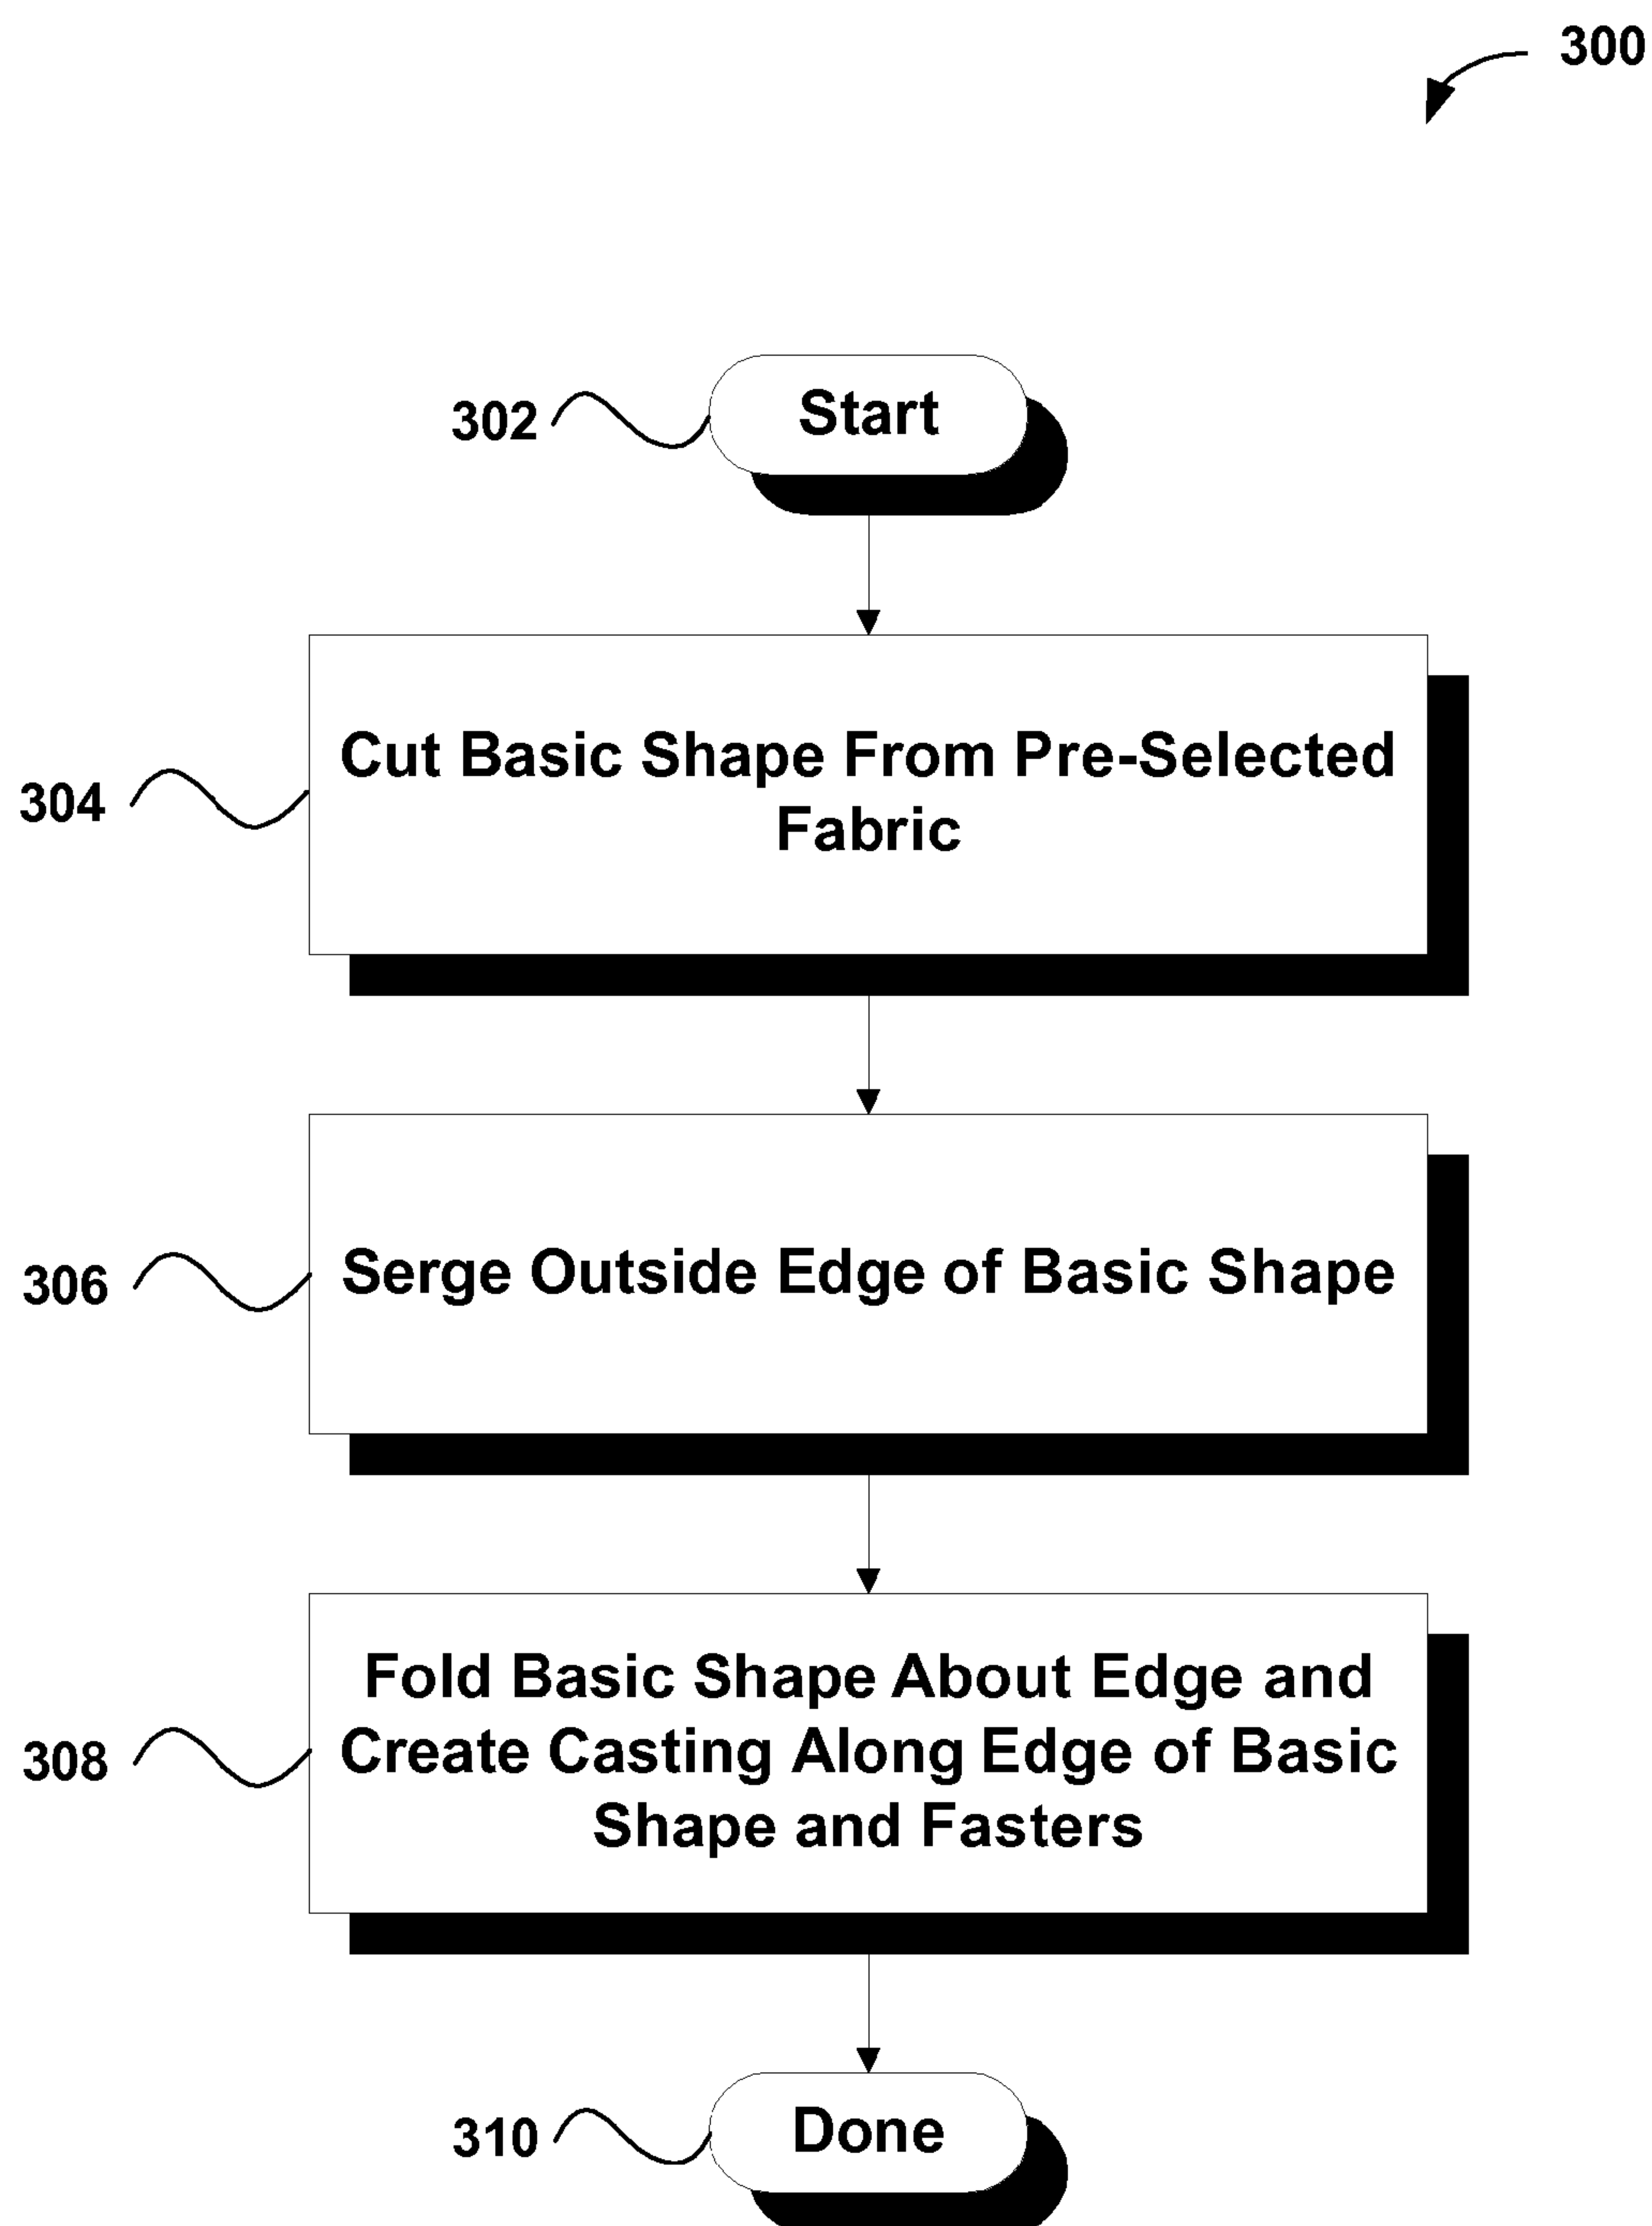 300
302
Start
304
Cut Basic Shape From Pre-Selected
Fabric
306
Serge Outside Edge of Basic Shape
308
Fold Basic Shape About Edge and
Create Casting Along Edge of Basic
Shape and Fasters
310
Done